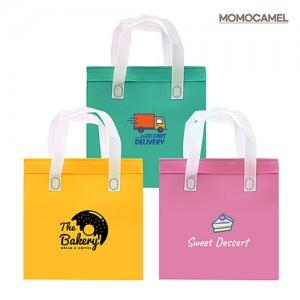 MOMOCAMEL
FAST
DELIVERY
The
Bakery
BREAD & COFFEE
Sweet Dessert